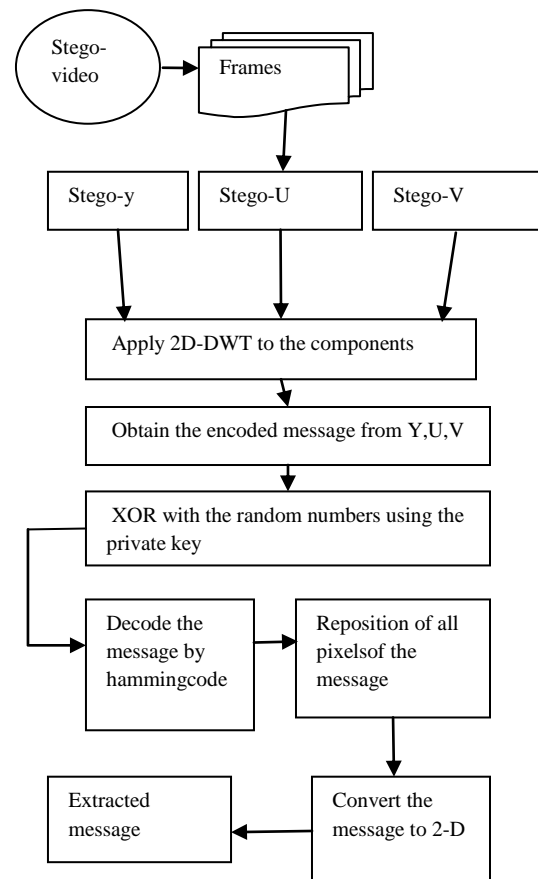 Stego-
video
Frames
Stego-y
Stego-U
Stego-V
Apply 2D-DWT to the components
Obtain the encoded message from Y,U,V
XOR with the random numbers using the
private key
Decode the
message by
hammingcode
Reposition of all
pixelsof the
message
Extracted
message
Convert the
message to 2-D